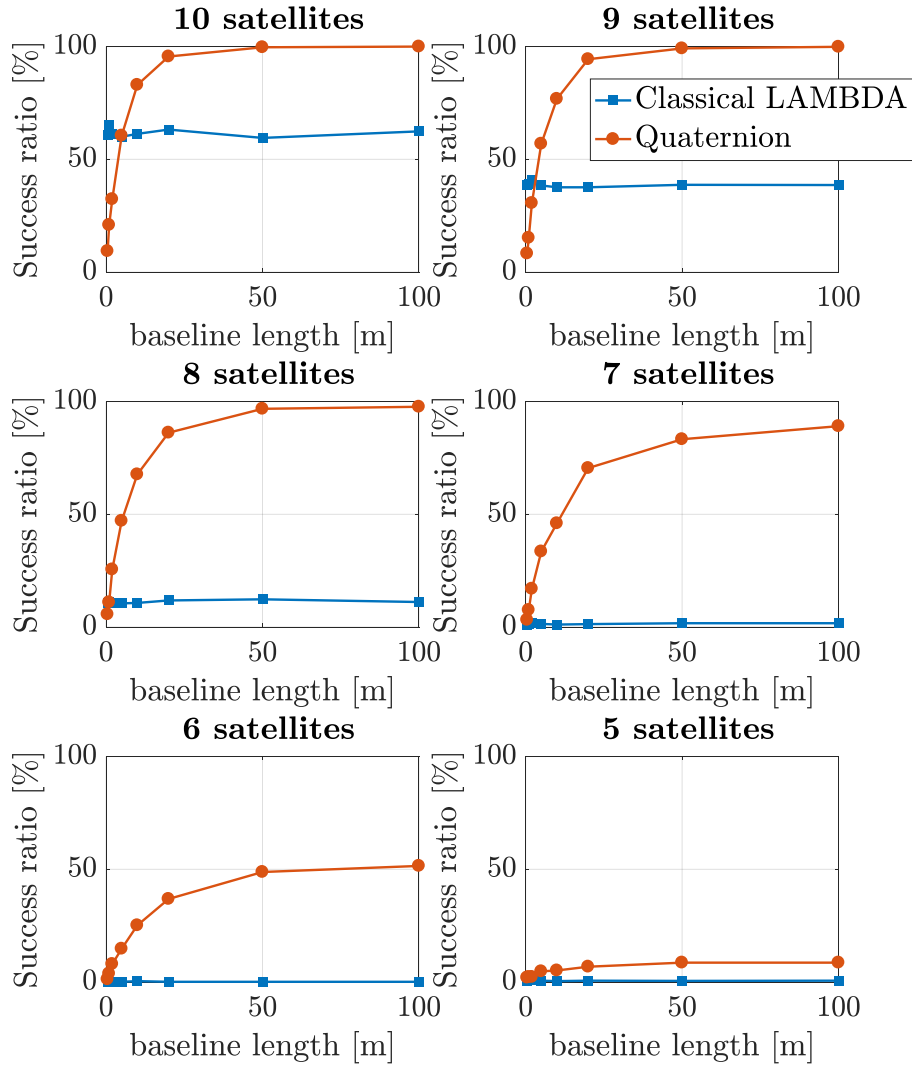 10 satellites
Success ratio [%]
100
50
0
0 50 100
baseline length [m]
9 satellites
Success ratio [%]
100
50
0
0 50 100
baseline length [m]
Classical LAMBDA
Quaternion
8 satellites
Success ratio [%]
100
50
0
0 50 100
baseline length [m]
7 satellites
Success ratio [%]
100
50
0
0 50 100
baseline length [m]
6 satellites
Success ratio [%]
100
50
0
0 50 100
baseline length [m]
5 satellites
Success ratio [%]
100
50
0
0 50 100
baseline length [m]